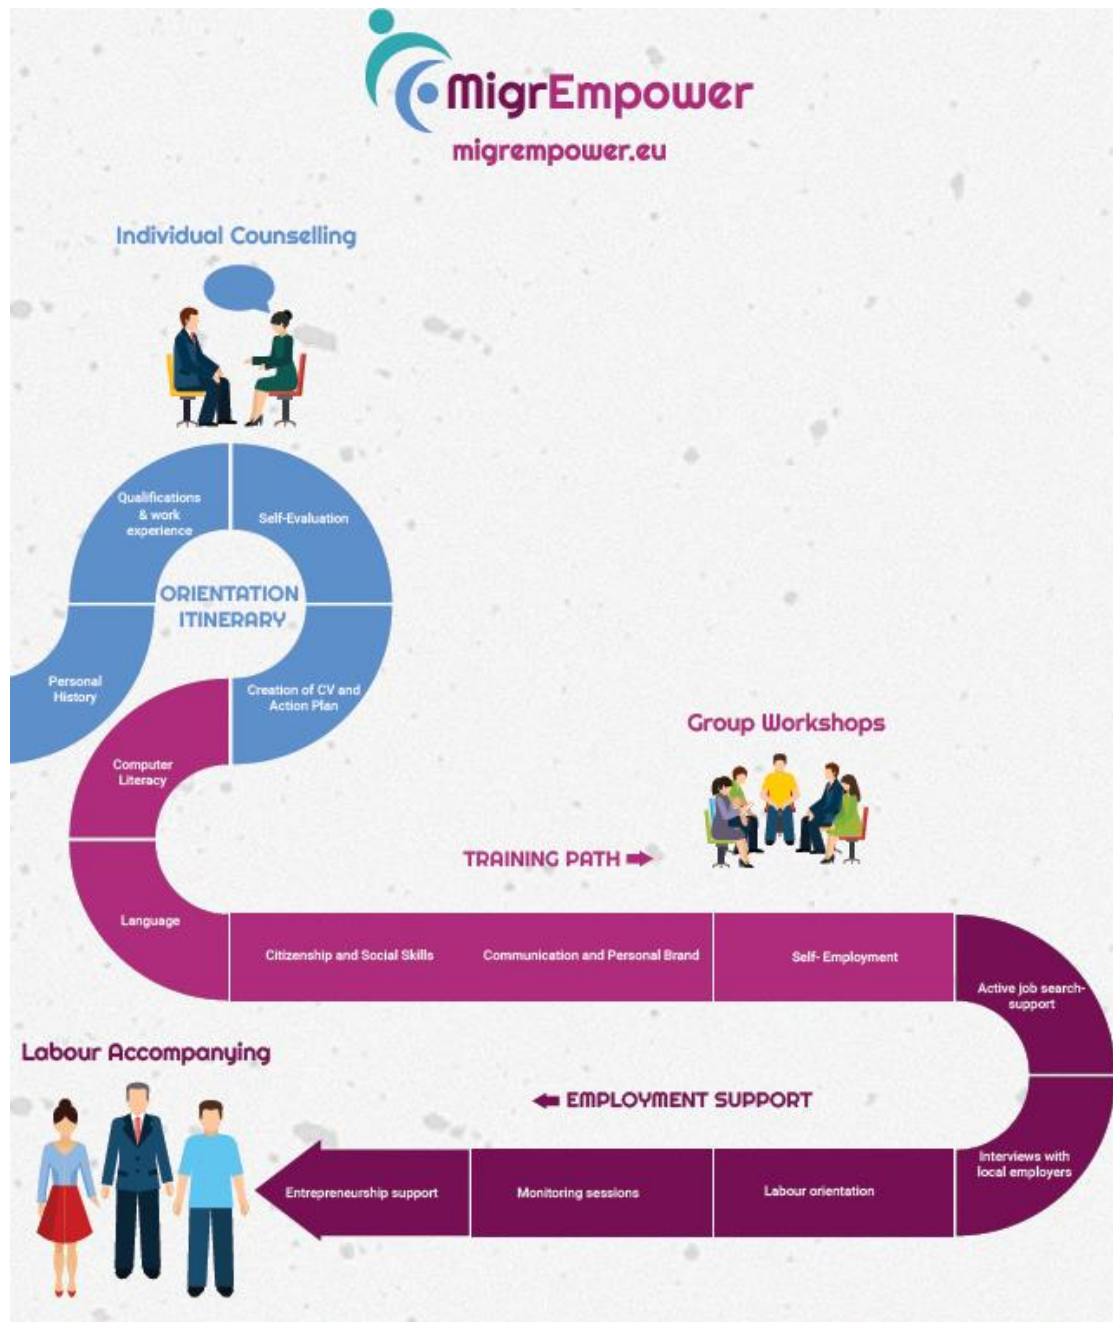 MigrEmpower
migrempower.eu
Individual Counselling
Qualifications
& work
experience
Self-Evaluation
ORIENTATION
ITINERARY
Personal
History
Creation of CV and
Action Plan
Computer
Literacy
Group Workshops
TRAINING PATH
Language
Citizenship and Social Skills
Communication and Personal Brand
Self- Employment
Active job search-
support
Labour Accompanying
EMPLOYMENT SUPPORT
Interviews with
local employers
Labour orientation
Monitoring sessions
Entrepreneurship support